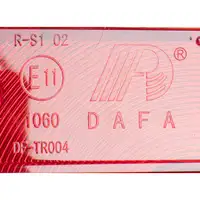 R-S1 02
E11 ®
1060 DAFA
DF-TR004